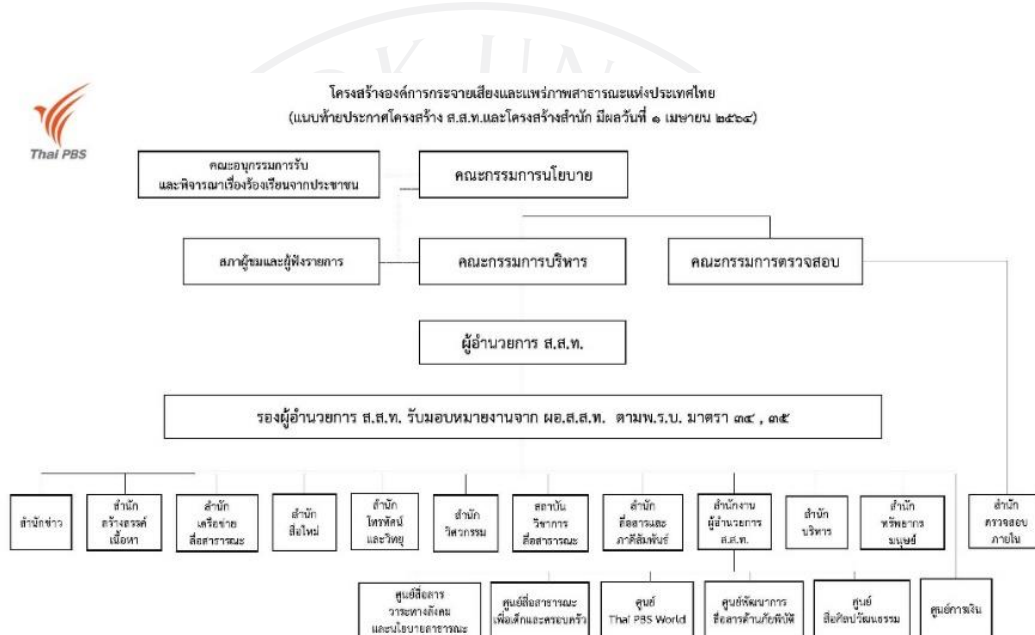 โครงสร้างองค์การกระจายเสียงและแพร่ภาพสาธารณะแห่งประเทศไทย
(แนบท้ายประกาศโครงสร้าง ส.ส.ท.และโครงสร้างสำนัก มีผลวันที่ ๑ เมษายน ๒๕๖๔)
Thai PBS
คณะอนุกรรมการรับ
และพิจารณาเรื่องร้องเรียนจากประชาชน
คณะกรรมการนโยบาย
สภาผู้ชมและผู้ฟังรายการ
คณะกรรมการบริหาร
คณะกรรมการตรวจสอบ
ผู้อำนวยการ ส.ส.ท.
รองผู้อำนวยการ ส.ส.ท. รับมอบหมายงานจาก ผอ.ส.ส.ท. ตามพ.ร.บ. มาตรา ๓๔ , ๓๕
สำนักข่าว
สำนัก
สร้างสรรค์
เนื้อหา
สำนัก
เครือข่าย
สื่อสาธารณะ
สำนัก
สื่อใหม่
สำนัก
โทรทัศน์
และวิทยุ
สำนัก
วิศวกรรม
สถาบัน
วิชาการ
สื่อสาธารณะ
สำนัก
สื่อสารและ
ภาคีสัมพันธ์
สำนักงาน
ผู้อำนวยการ
ส.ส.ท.
สำนัก
บริหาร
สำนัก
ทรัพยากร
มนุษย์
สำนัก
ตรวจสอบ
ภายใน
ศูนย์สื่อสาร
วาระทางสังคม
และนโยบายสาธารณะ
ศูนย์สื่อสาธารณะ
เพื่อเด็กและครอบครัว
ศูนย์
Thai PBS World
ศูนย์พัฒนาการ
สื่อสารด้านภัยพิบัติ
ศูนย์
สื่อศิลปวัฒนธรรม
ศูนย์การเงิน